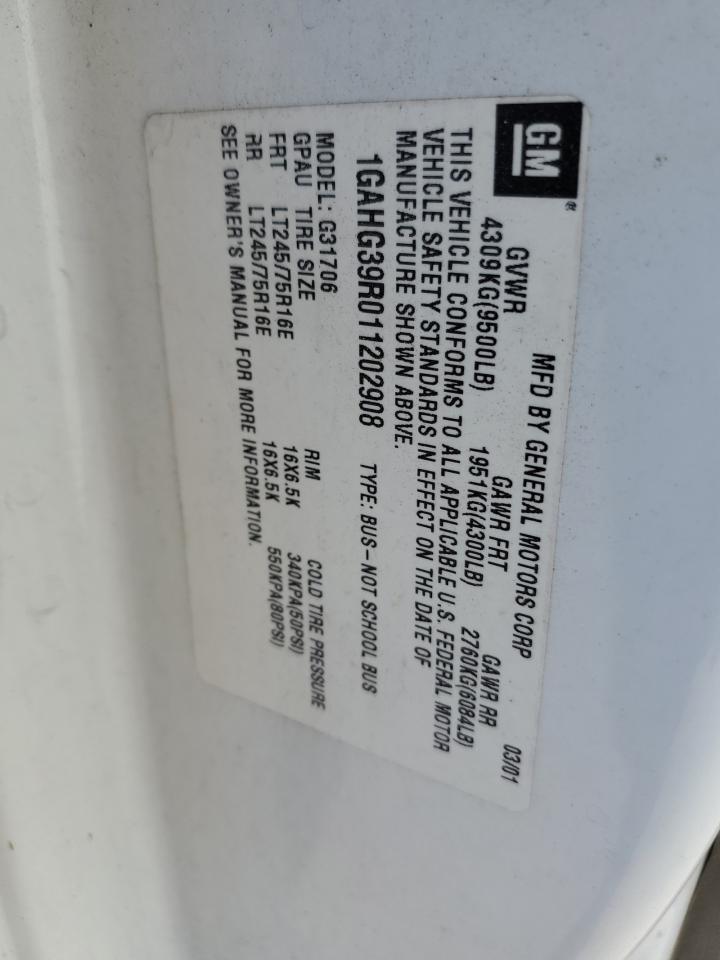 GM®
MFD BY GENERAL MOTORS CORP 03/01
GVWR GAWR FRT GAWR RR
4309KG(9500LB) 1951KG(4300LB) 2760KG(6084LB)
THIS VEHICLE CONFORMS TO ALL APPLICABLE U.S. FEDERAL MOTOR
VEHICLE SAFETY STANDARDS IN EFFECT ON THE DATE OF
MANUFACTURE SHOWN ABOVE.
1GAHG39R011202908 TYPE: BUS-NOT SCHOOL BUS
MODEL: G31706
GPAU TIRE SIZE RIM COLD TIRE PRESSURE
FRT LT245/75R16E 16X6.5K 340KPA(50PSI)
RR LT245/75R16E 16X6.5K 550KPA(80PSI)
SEE OWNER'S MANUAL FOR MORE INFORMATION.